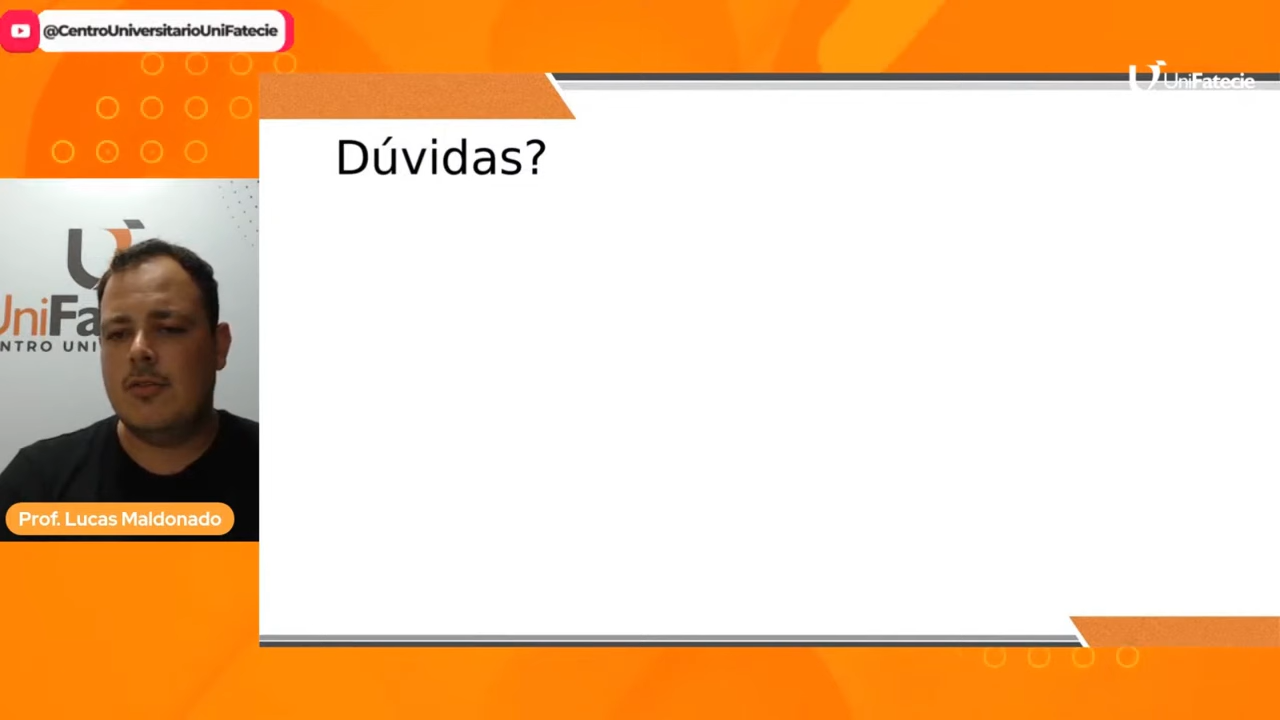 @CentroUniversitarioUniFatecie
UniFatecie
Dúvidas?
UniFa
NTRO UNI
Prof. Lucas Maldonado